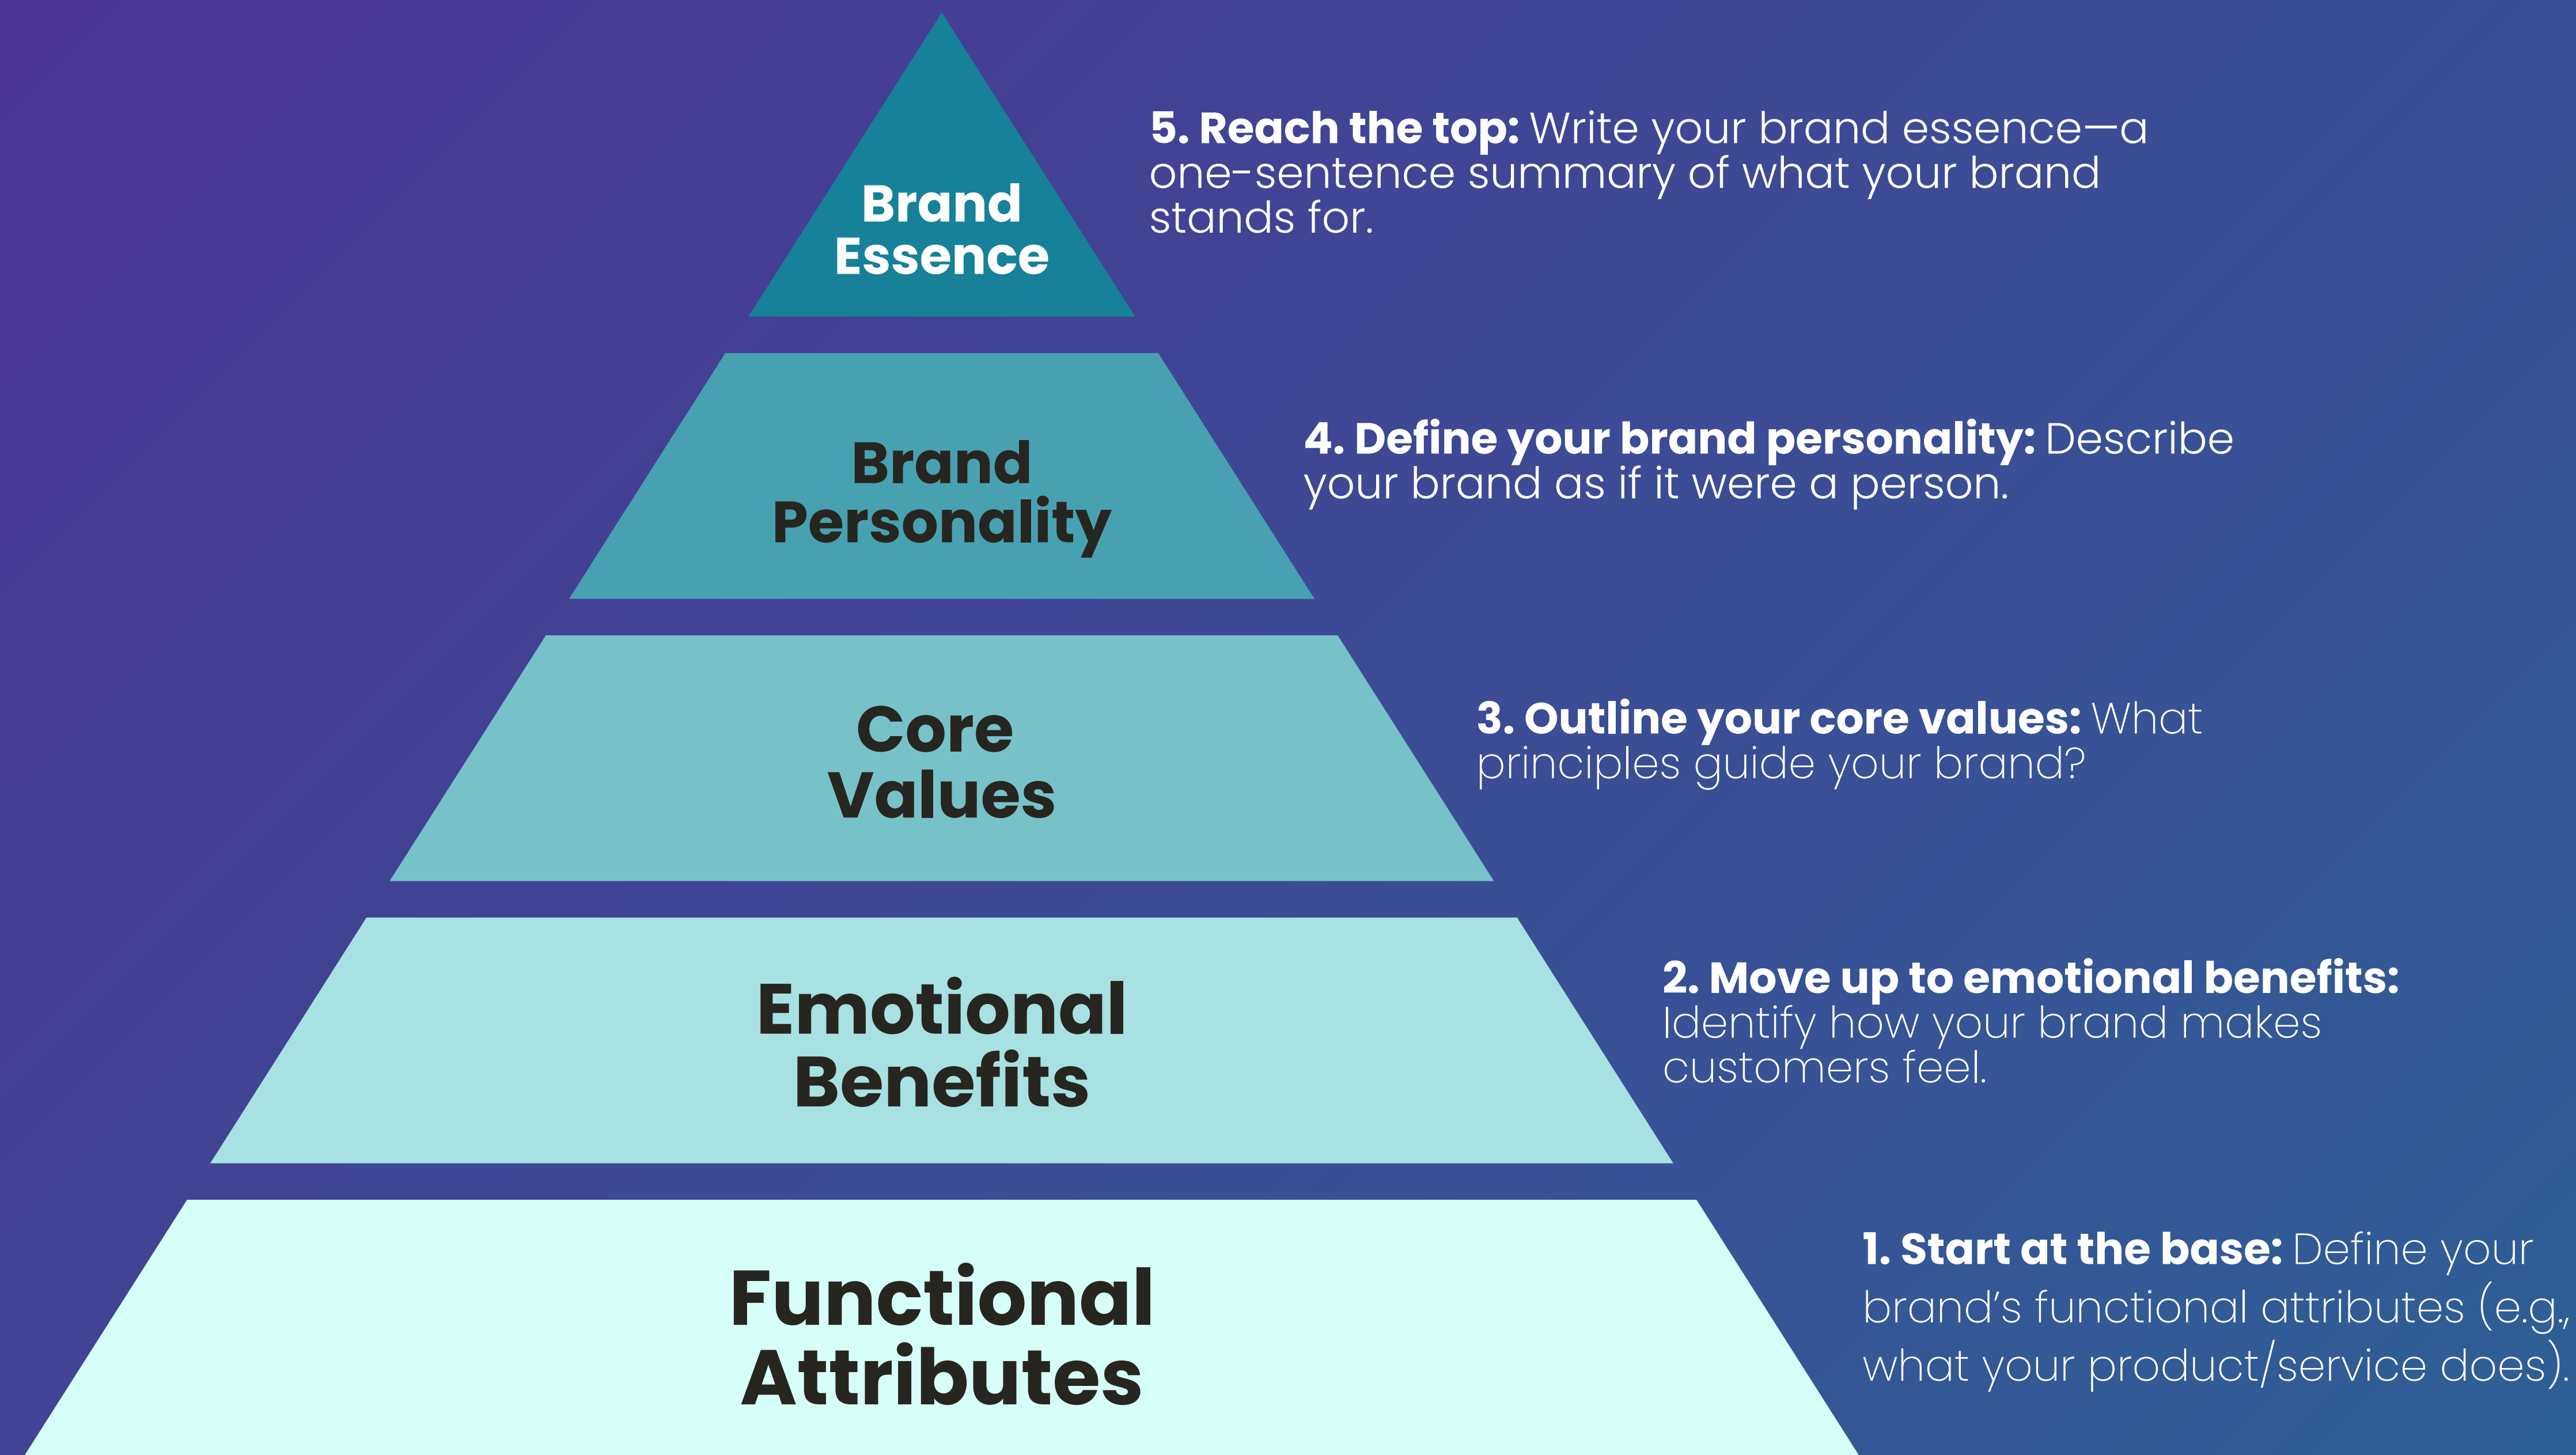 Brand
Essence
5. Reach the top: Write your brand essence—a
one-sentence summary of what your brand
stands for.
Brand
Personality
4. Define your brand personality: Describe
your brand as if it were a person.
Core
Values
3. Outline your core values: What
principles guide your brand?
Emotional
Benefits
2. Move up to emotional benefits:
Identify how your brand makes
customers feel.
Functional
Attributes
1. Start at the base: Define your
brand’s functional attributes (e.g.,
what your product/service does).